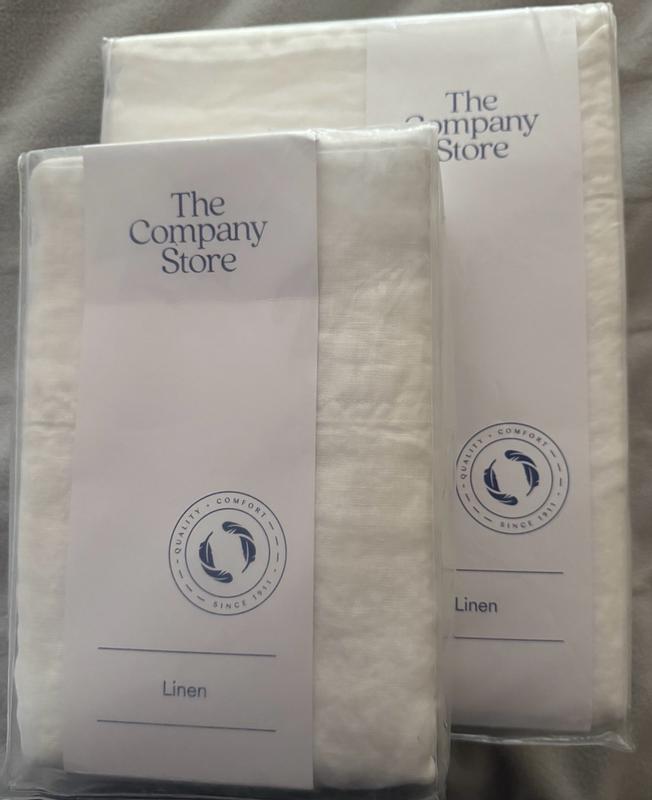 The
Company
Store
QUALITY • COMFORT
SINCE 1911
Linen
The
Company
Store
QUALITY • COMFORT
SINCE 1911
Linen